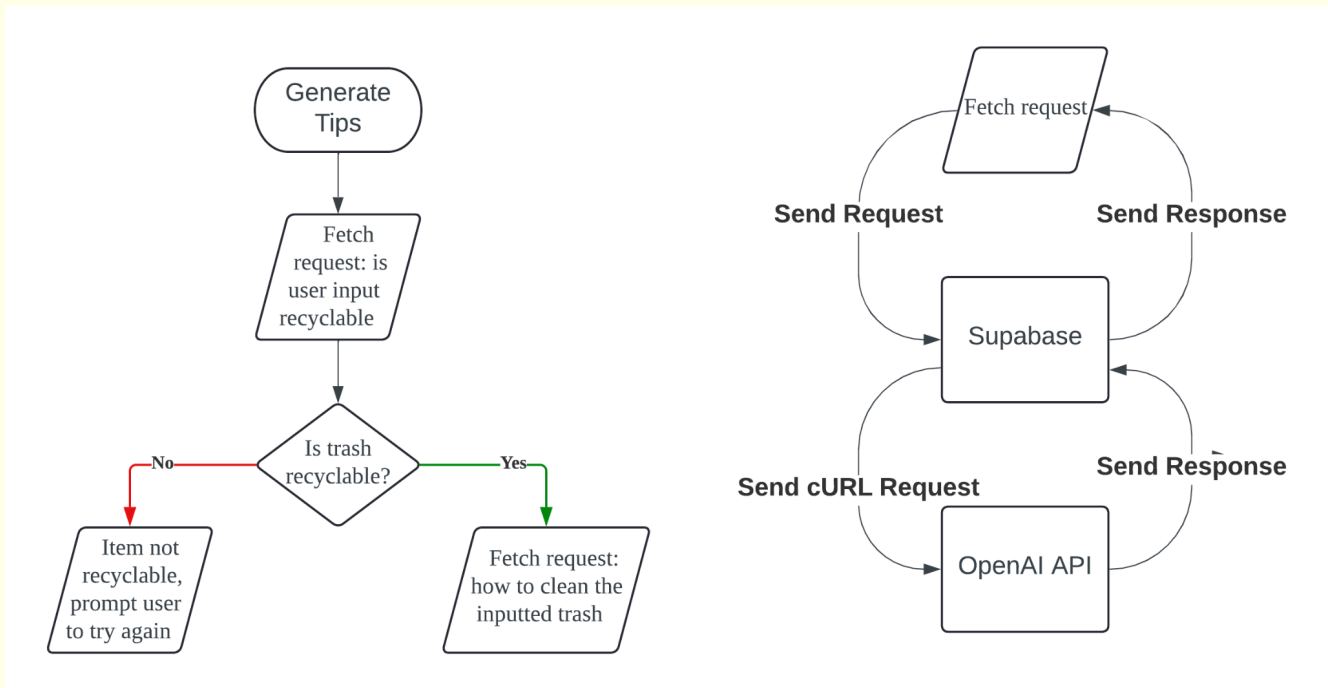 Generate
Tips
Fetch
request: is
user input
recyclable
Is trash
recyclable?
No
Yes
Item not
recyclable,
prompt user
to try again
Fetch request:
how to clean the
inputted trash
Fetch request
Send Request
Send Response
Supabase
Send cURL Request
Send Response
OpenAI API